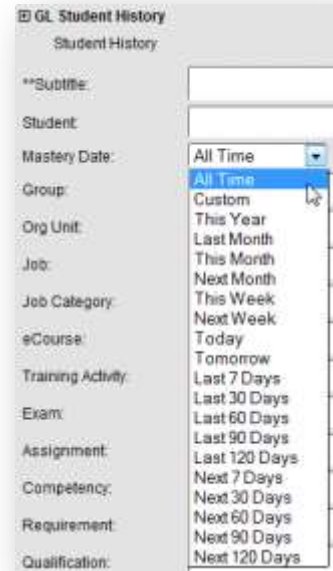 GL Student History
Student History
**Subtitle:
Student:
Mastery Date:
All Time
Group:
Org Unit:
Job:
Job Category:
eCourse:
Training Activity:
Exam:
Assignment:
Competency:
Requirement:
Qualification:
All Time
Custom
This Year
Last Month
This Month
Next Month
This Week
Next Week
Today
Tomorrow
Last 7 Days
Last 30 Days
Last 60 Days
Last 90 Days
Last 120 Days
Next 7 Days
Next 30 Days
Next 60 Days
Next 90 Days
Next 120 Days